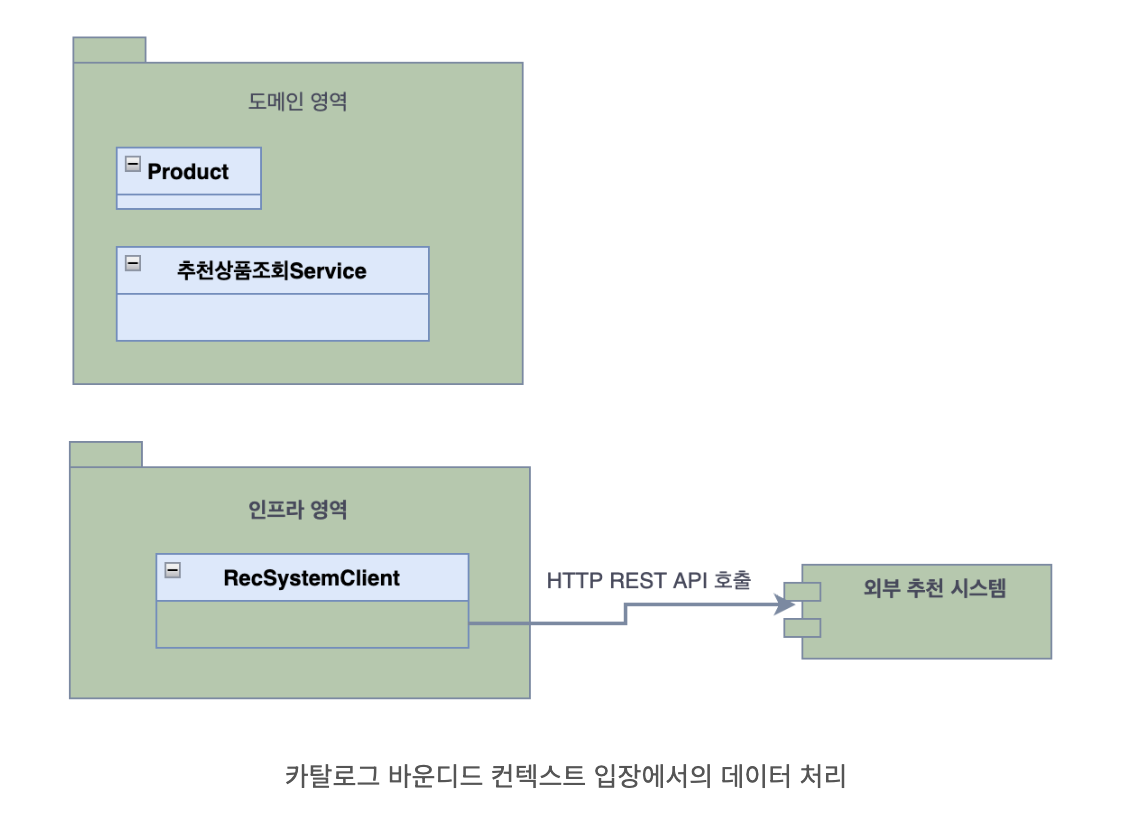 도메인 영역
Product
추천상품조회Service
인프라 영역
RecSystemClient
HTTP REST API 호출
외부 추천 시스템
카탈로그 바운디드 컨텍스트 입장에서의 데이터 처리